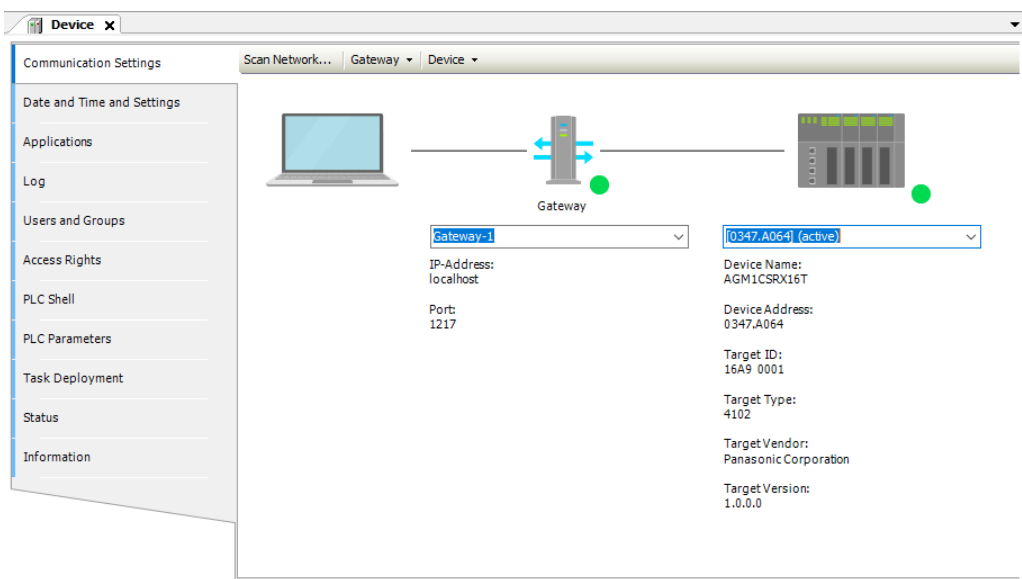 Device
Communication Settings
Scan Network...
Gateway
Device
Date and Time and Settings
Applications
Log
Users and Groups
Access Rights
PLC Shell
PLC Parameters
Task Deployment
Status
Information
Gateway
Gateway-1
IP-Address:
localhost
Port:
1217
[0347.A064] (active)
Device Name:
AGM1CSRX16T
Device Address:
0347.A064
Target ID:
16A9 0001
Target Type:
4102
Target Vendor:
Panasonic Corporation
Target Version:
1.0.0.0